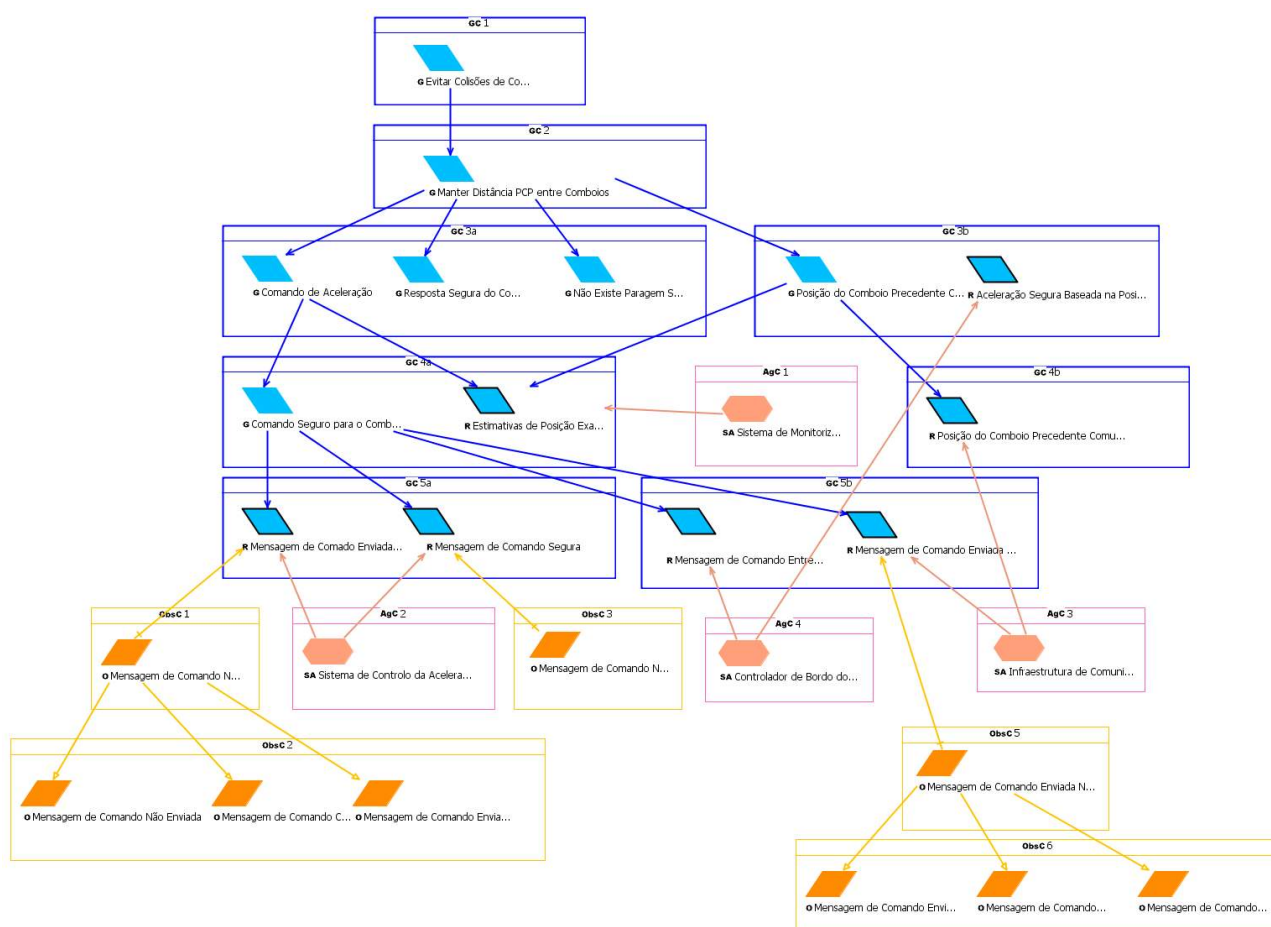 GC 1
G Evitar Colisões de Co...
GC 2
G Manter Distância PCP entre Comboios
GC 3a
G Comando de Aceleração
G Resposta Segura do Co...
G Não Existe Paragem S...
GC 3b
G Posição do Comboio Precedente C...
R Aceleração Segura Baseada na Posi...
GC 4a
G Comando Seguro para o Comb...
R Estimativas de Posição Exa...
AgC 1
SA Sistema de Monitoriz...
GC 4b
R Posição do Comboio Precedente Comu...
GC 5a
R Mensagem de Comado Enviada...
R Mensagem de Comando Segura
GC 5b
R Mensagem de Comando Entre...
R Mensagem de Comando Enviada ...
ObsC 1
O Mensagem de Comando N...
AgC 2
SA Sistema de Controlo da Acelera...
ObsC 3
O Mensagem de Comando N...
AgC 4
SA Controlador de Bordo do...
AgC 3
SA Infraestrutura de Comuni...
ObsC 2
O Mensagem de Comando Não Enviada
O Mensagem de Comando C...
O Mensagem de Comando Envia...
ObsC 5
O Mensagem de Comando Enviada N...
ObsC 6
O Mensagem de Comando Envi...
O Mensagem de Comando...
O Mensagem de Comando...